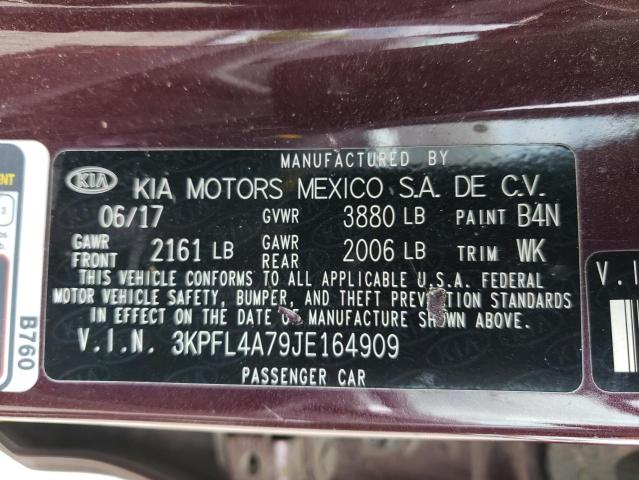 MANUFACTURED BY
KIA KIA MOTORS MEXICO S.A. DE C.V.
06/17 GVWR 3880 LB PAINT B4N
GAWR FRONT 2161 LB GAWR REAR 2006 LB TRIM WK
THIS VEHICLE CONFORMS TO ALL APPLICABLE U.S.A. FEDERAL
MOTOR VEHICLE SAFETY, BUMPER, AND THEFT PREVENTION STANDARDS
IN EFFECT ON THE DATE OF MANUFACTURE SHOWN ABOVE.
V.I.N. 3KPFL4A79JE164909
PASSENGER CAR
B760
V.I